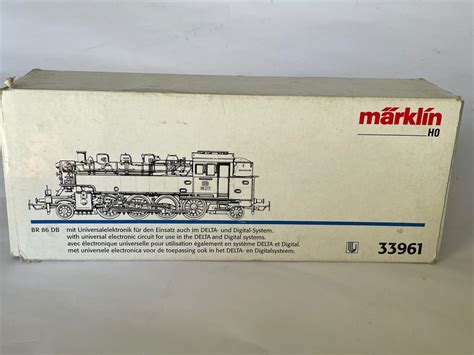 märklin
H0
BR 86 DB
mit Universalelektronik für den Einsatz auch im DELTA- und Digital-System.
with universal electronic circuit for use in the DELTA and Digital systems.
avec électronique universelle pour utilisation également en système DELTA et Digital.
met universele electronica voor de toepassing ook in het DELTA- en Digitalsysteem.
33961